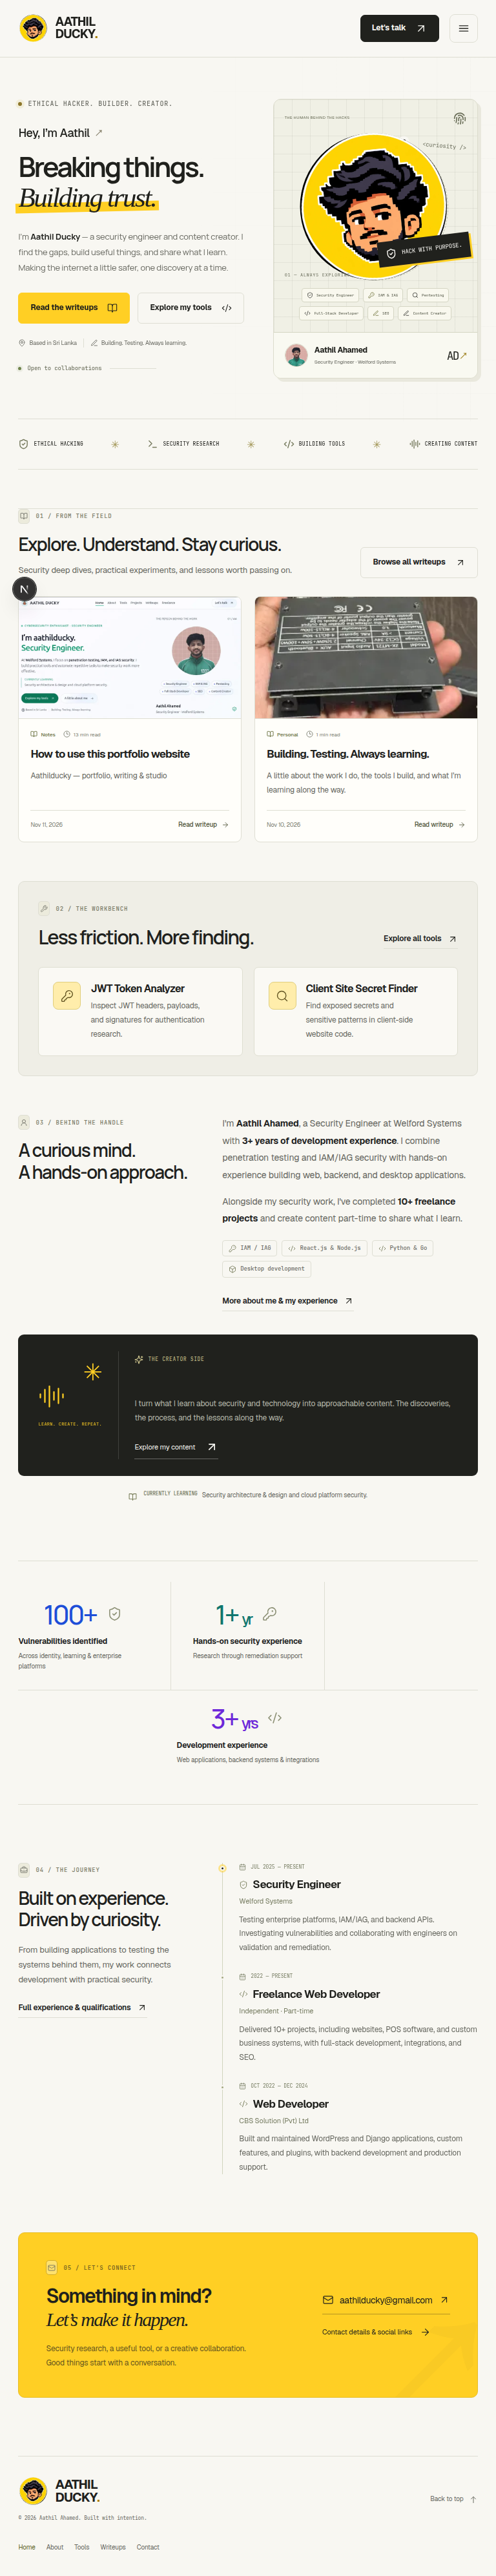 AATHIL
DUCKY.
Let's talk
ETHICAL HACKER. BUILDER. CREATOR.
Hey, I'm Aathil
Breaking things.
Building trust.
I'm Aathil Ducky — a security engineer and content creator. I
find the gaps, build useful things, and share what I learn.
Making the internet a little safer, one discovery at a time.
Read the writeups
Explore my tools
Based in Sri Lanka
Building. Testing. Always learning.
Open to collaborations
THE HUMAN BEHIND THE HACKS
<curiosity />
HACK WITH PURPOSE.
01 — ALWAYS EXPLORING
Security Engineer
IAM & IAG
Pentesting
Full Stack Developer
SEO
Content Creator
Aathil Ahamed
Security Engineer · Welford Systems
AD
ETHICAL HACKING
SECURITY RESEARCH
BUILDING TOOLS
CREATING CONTENT
01 / FROM THE FIELD
Explore. Understand. Stay curious.
Security deep dives, practical experiments, and lessons worth passing on.
Browse all writeups
N
AATHIL DUCKY
I'm aathilducky.
Security Engineer.
Aathil Ahamed
Notes
13 min read
How to use this portfolio website
Aathilducky — portfolio, writing & studio
Nov 11, 2025
Read writeup
Personal
1 min read
Building. Testing. Always learning.
A little about the work I do, the tools I build, and what I'm
learning along the way.
Nov 10, 2025
Read writeup
02 / THE WORKBENCH
Less friction. More finding.
Explore all tools
JWT Token Analyzer
Inspect JWT headers, payloads,
and signatures for authentication
research.
Client Site Secret Finder
Find exposed secrets and
sensitive patterns in client-side
website code.
03 / BEHIND THE HANDLE
A curious mind.
A hands-on approach.
I'm Aathil Ahamed, a Security Engineer at Welford Systems
with 3+ years of development experience. I combine
penetration testing and IAM/IAG security with hands-on
experience building web, backend, and desktop applications.
Alongside my security work, I've completed 10+ freelance
projects and create content part-time to share what I learn.
IAM / IAG
React.js & Node.js
Python & Go
Desktop development
More about me & my experience
LEARN. CREATE. REPEAT.
THE CREATOR SIDE
I turn what I learn about security and technology into approachable content. The discoveries,
the process, and the lessons along the way.
Explore my content
CURRENTLY LEARNING Security architecture & design and cloud platform security.
100+
Vulnerabilities identified
Across identity, learning & enterprise
platforms
1+ yr
Hands-on security experience
Research through remediation support
3+ yrs
Development experience
Web applications, backend systems & integrations
04 / THE JOURNEY
Built on experience.
Driven by curiosity.
From building applications to testing the
systems behind them, my work connects
development with practical security.
Full experience & qualifications
JUL 2025 — PRESENT
Security Engineer
Welford Systems
Testing enterprise platforms, IAM/IAG, and backend APIs.
Investigating vulnerabilities and collaborating with engineers on
validation and remediation.
2022 — PRESENT
Freelance Web Developer
Independent · Part-time
Delivered 10+ projects, including websites, POS software, and custom
business systems, with full-stack development, integrations, and
SEO.
OCT 2022 — DEC 2024
Web Developer
CBS Solution (Pvt) Ltd
Built and maintained WordPress and Django applications, custom
features, and plugins, with backend development and production
support.
05 / LET'S CONNECT
Something in mind?
Let's make it happen.
Security research, a useful tool, or a creative collaboration.
Good things start with a conversation.
aathilducky@gmail.com
Contact details & social links
AATHIL
DUCKY.
© 2026 Aathil Ahamed. Built with intention.
Back to top
Home
About
Tools
Writeups
Contact